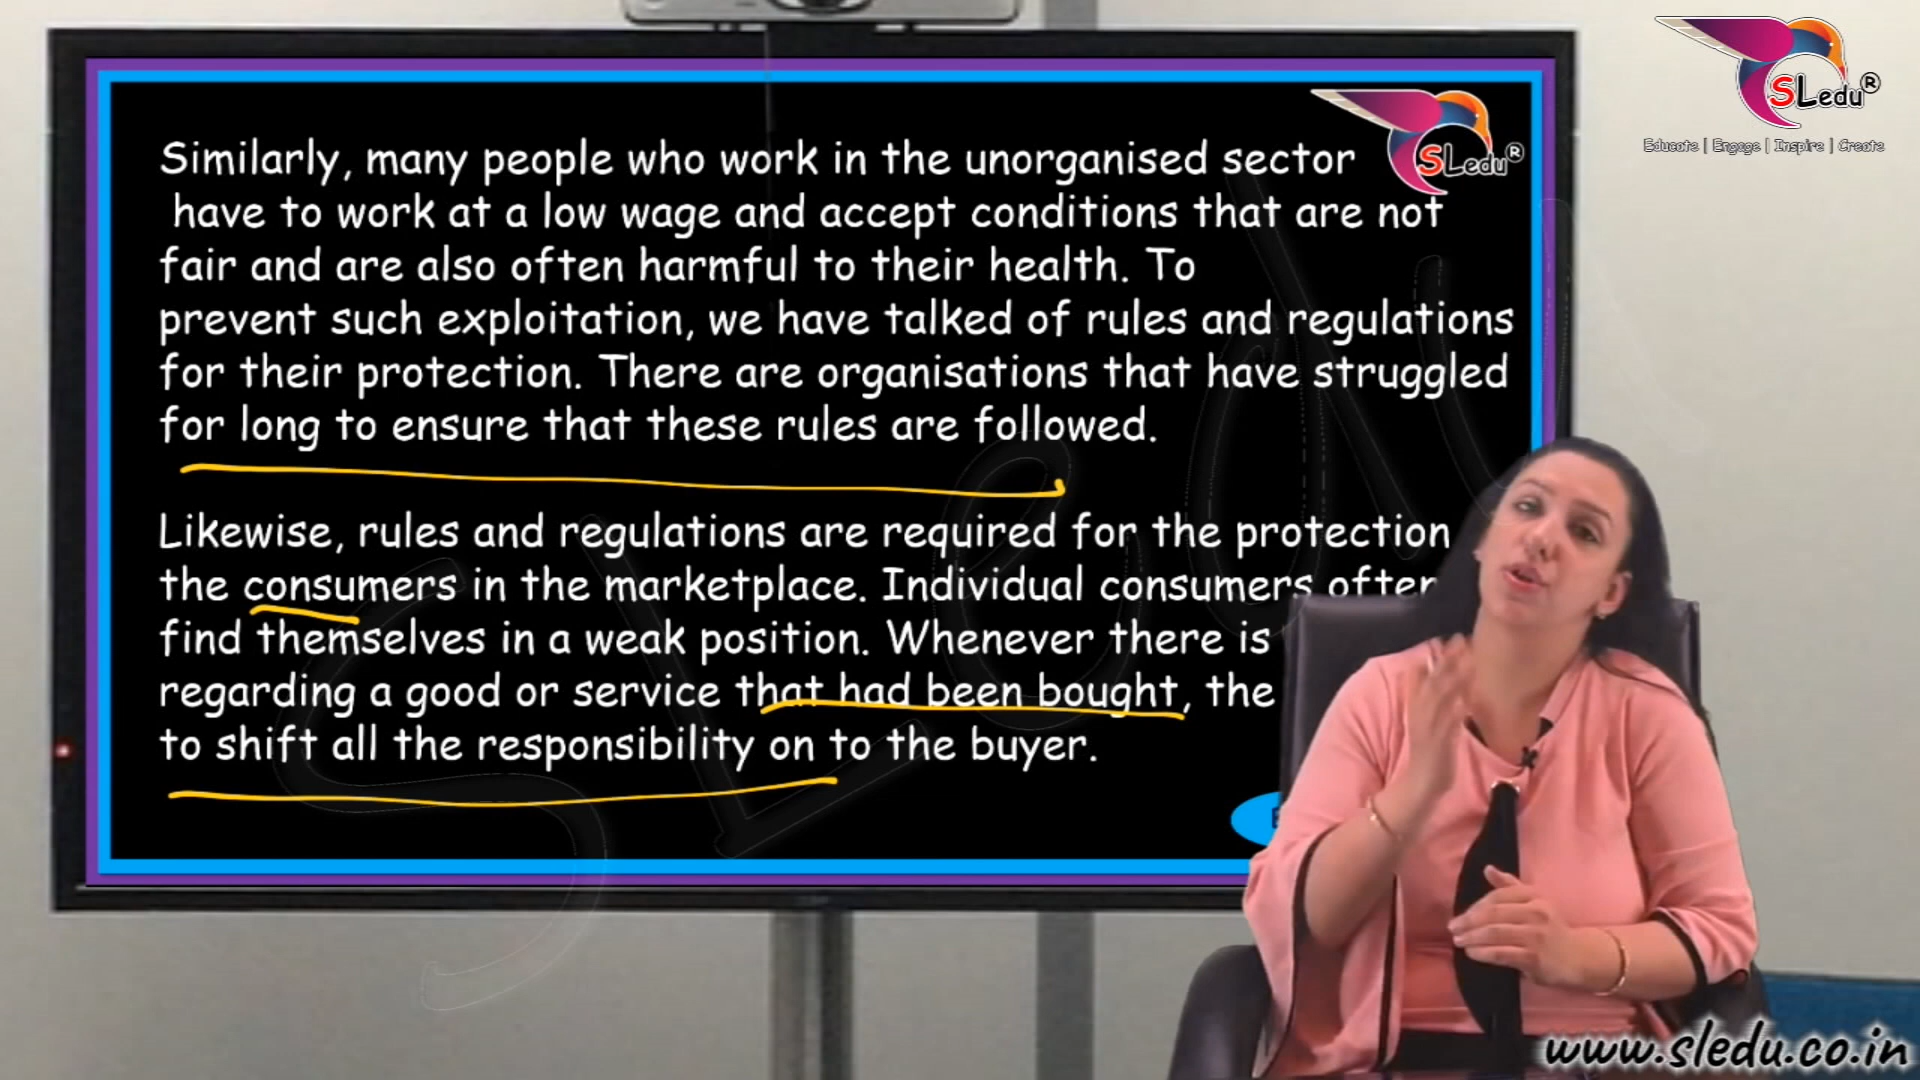 SLedu®
Educate | Engage | Inspire | Create
SLedu®
Similarly, many people who work in the unorganised sector
have to work at a low wage and accept conditions that are not
fair and are also often harmful to their health. To
prevent such exploitation, we have talked of rules and regulations
for their protection. There are organisations that have struggled
for long to ensure that these rules are followed.
Likewise, rules and regulations are required for the protection
the consumers in the marketplace. Individual consumers often
find themselves in a weak position. Whenever there is
regarding a good or service that had been bought, the
to shift all the responsibility on to the buyer.
SLedu
www.sledu.co.in